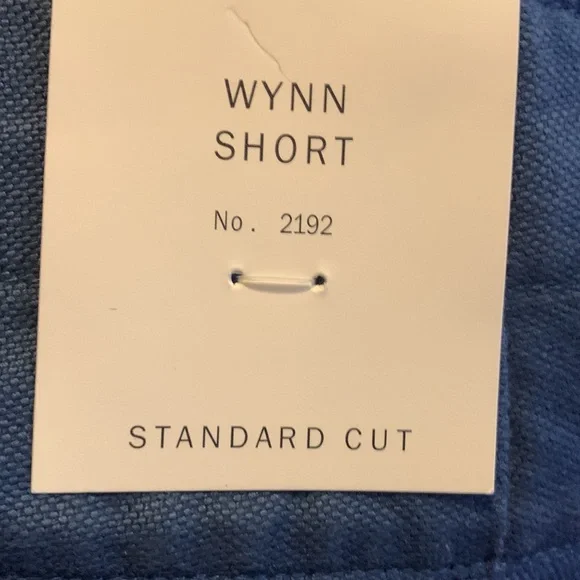 WYNN
SHORT
No. 2192
STANDARD CUT